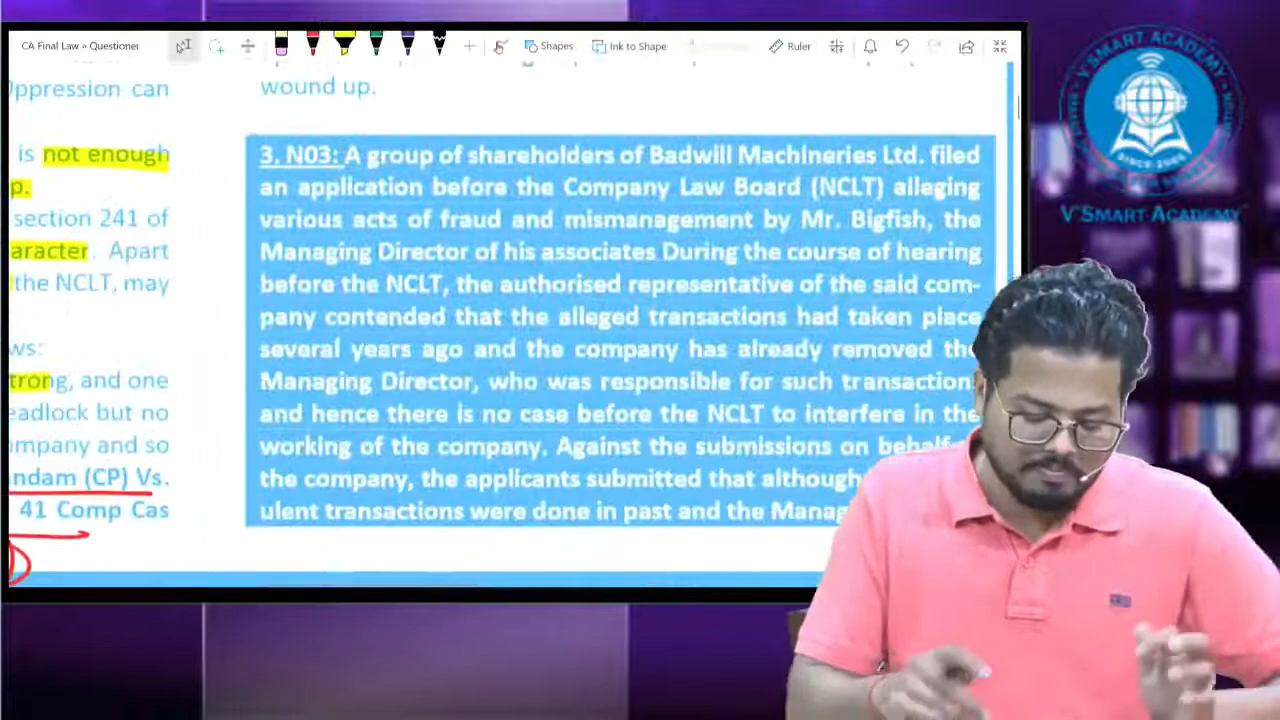 CA Final Law » Questioner
Shapes
Ink to Shape
Ruler
Oppression can
is not enough
p.
section 241 of
aracter. Apart
the NCLT, may
ws:
trong, and one
eadlock but no
ompany and so
andam (CP) Vs.
41 Comp Cas
wound up.
3. N03: A group of shareholders of Badwill Machineries Ltd. filed
an application before the Company Law Board (NCLT) alleging
various acts of fraud and mismanagement by Mr. Bigfish, the
Managing Director of his associates During the course of hearing
before the NCLT, the authorised representative of the said com-
pany contended that the alleged transactions had taken place
several years ago and the company has already removed the
Managing Director, who was responsible for such transaction
and hence there is no case before the NCLT to interfere in the
working of the company. Against the submissions on behalf
the company, the applicants submitted that although
ulent transactions were done in past and the Manag
V'SMART ACADEMY
SINCE-2005
V'SMART ACADEMY